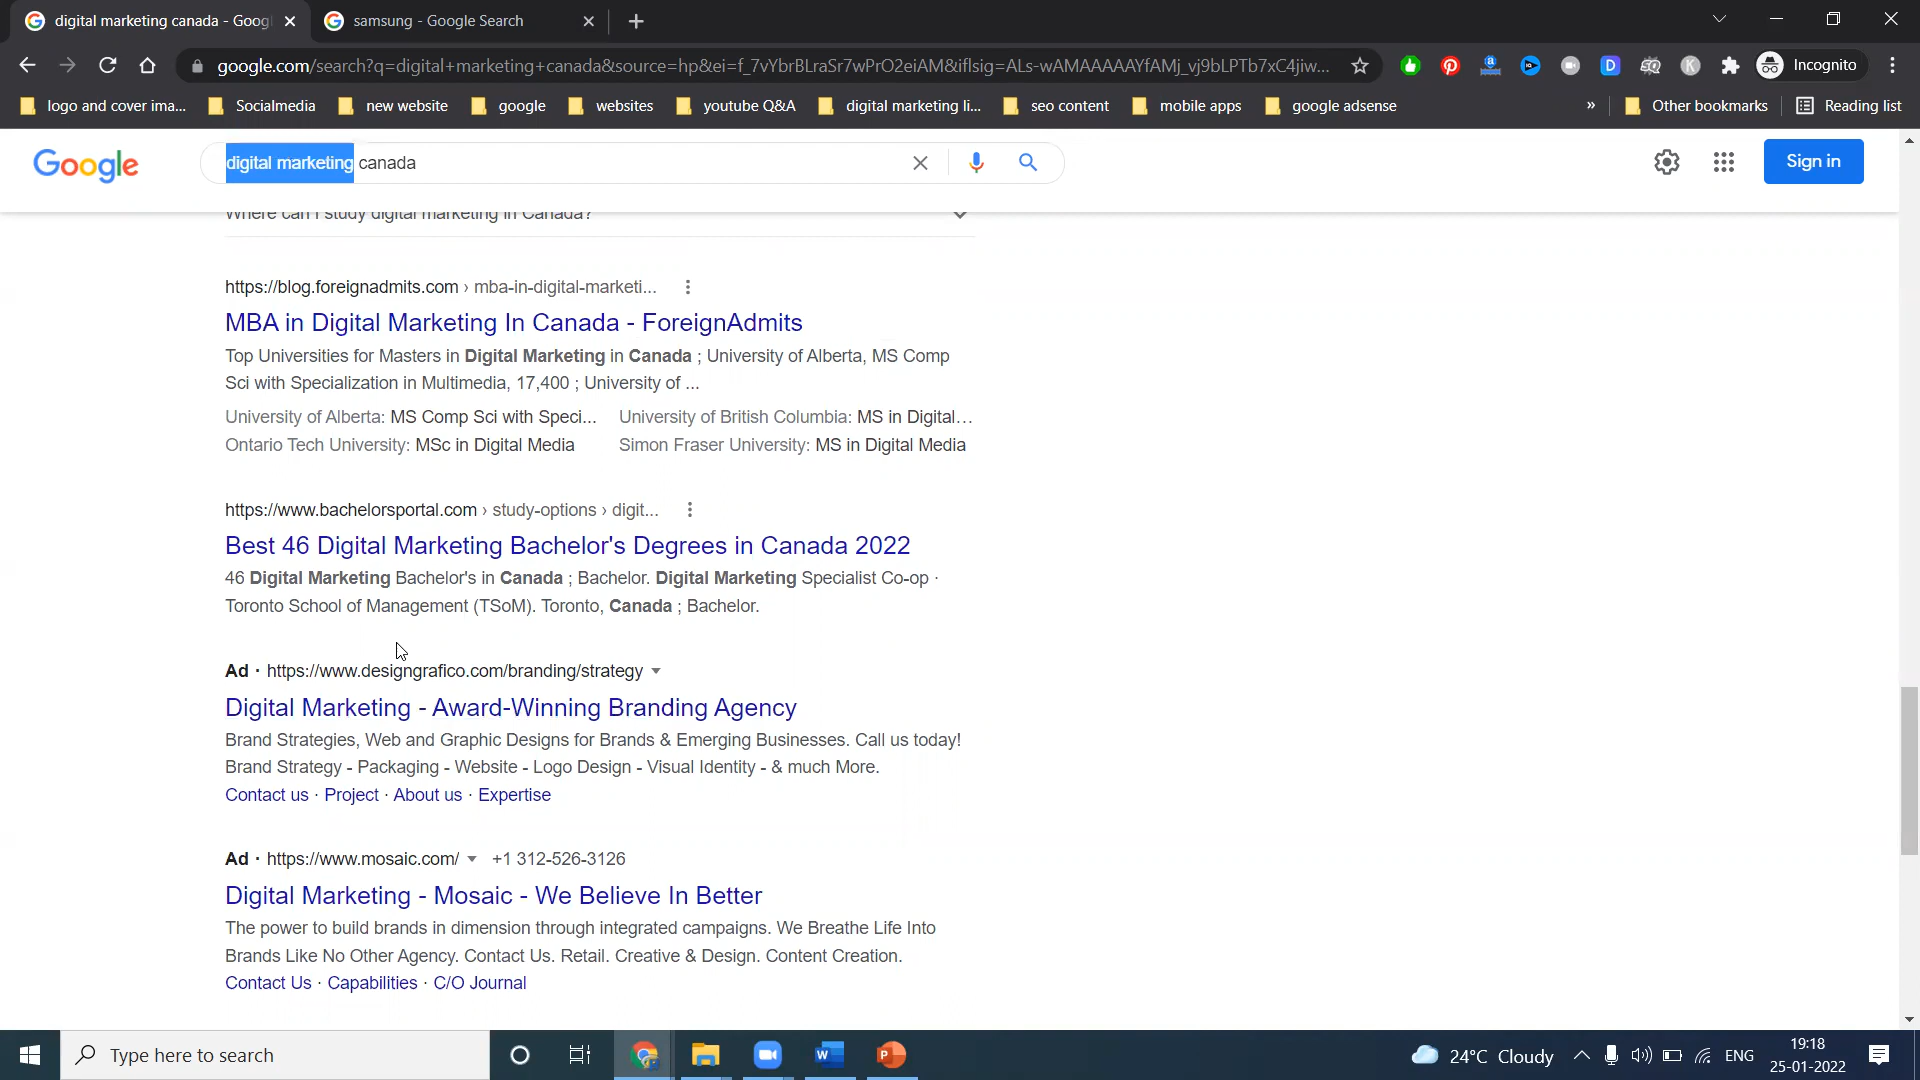 digital marketing canada - Goog
samsung - Google Search
google.com/search?q=digital+marketing+canada&source=hp&ei=f_7vYbrBLraSr7wPrO2eiAM&iflsig=ALs-wAMAAAAAYfAMj_vj9bLPTb7xC4jiw...
Incognito
logo and cover ima...
Socialmedia
new website
google
websites
youtube Q&A
digital marketing li...
seo content
mobile apps
google adsense
»
Other bookmarks
Reading list
Google
digital marketing canada
Sign in
Where can I study digital marketing in Canada?
https://blog.foreignadmits.com › mba-in-digital-marketi...
MBA in Digital Marketing In Canada - ForeignAdmits
Top Universities for Masters in Digital Marketing in Canada ; University of Alberta, MS Comp
Sci with Specialization in Multimedia, 17,400 ; University of ...
University of Alberta: MS Comp Sci with Speci... University of British Columbia: MS in Digital...
Ontario Tech University: MSc in Digital Media Simon Fraser University: MS in Digital Media
https://www.bachelorsportal.com › study-options › digit...
Best 46 Digital Marketing Bachelor's Degrees in Canada 2022
46 Digital Marketing Bachelor's in Canada ; Bachelor. Digital Marketing Specialist Co-op ·
Toronto School of Management (TSoM). Toronto, Canada ; Bachelor.
Ad · https://www.designgrafico.com/branding/strategy
Digital Marketing - Award-Winning Branding Agency
Brand Strategies, Web and Graphic Designs for Brands & Emerging Businesses. Call us today!
Brand Strategy - Packaging - Website - Logo Design - Visual Identity - & much More.
Contact us · Project · About us · Expertise
Ad · https://www.mosaic.com/ +1 312-526-3126
Digital Marketing - Mosaic - We Believe In Better
The power to build brands in dimension through integrated campaigns. We Breathe Life Into
Brands Like No Other Agency. Contact Us. Retail. Creative & Design. Content Creation.
Contact Us · Capabilities · C/O Journal
Type here to search
24°C Cloudy
ENG
19:18
25-01-2022